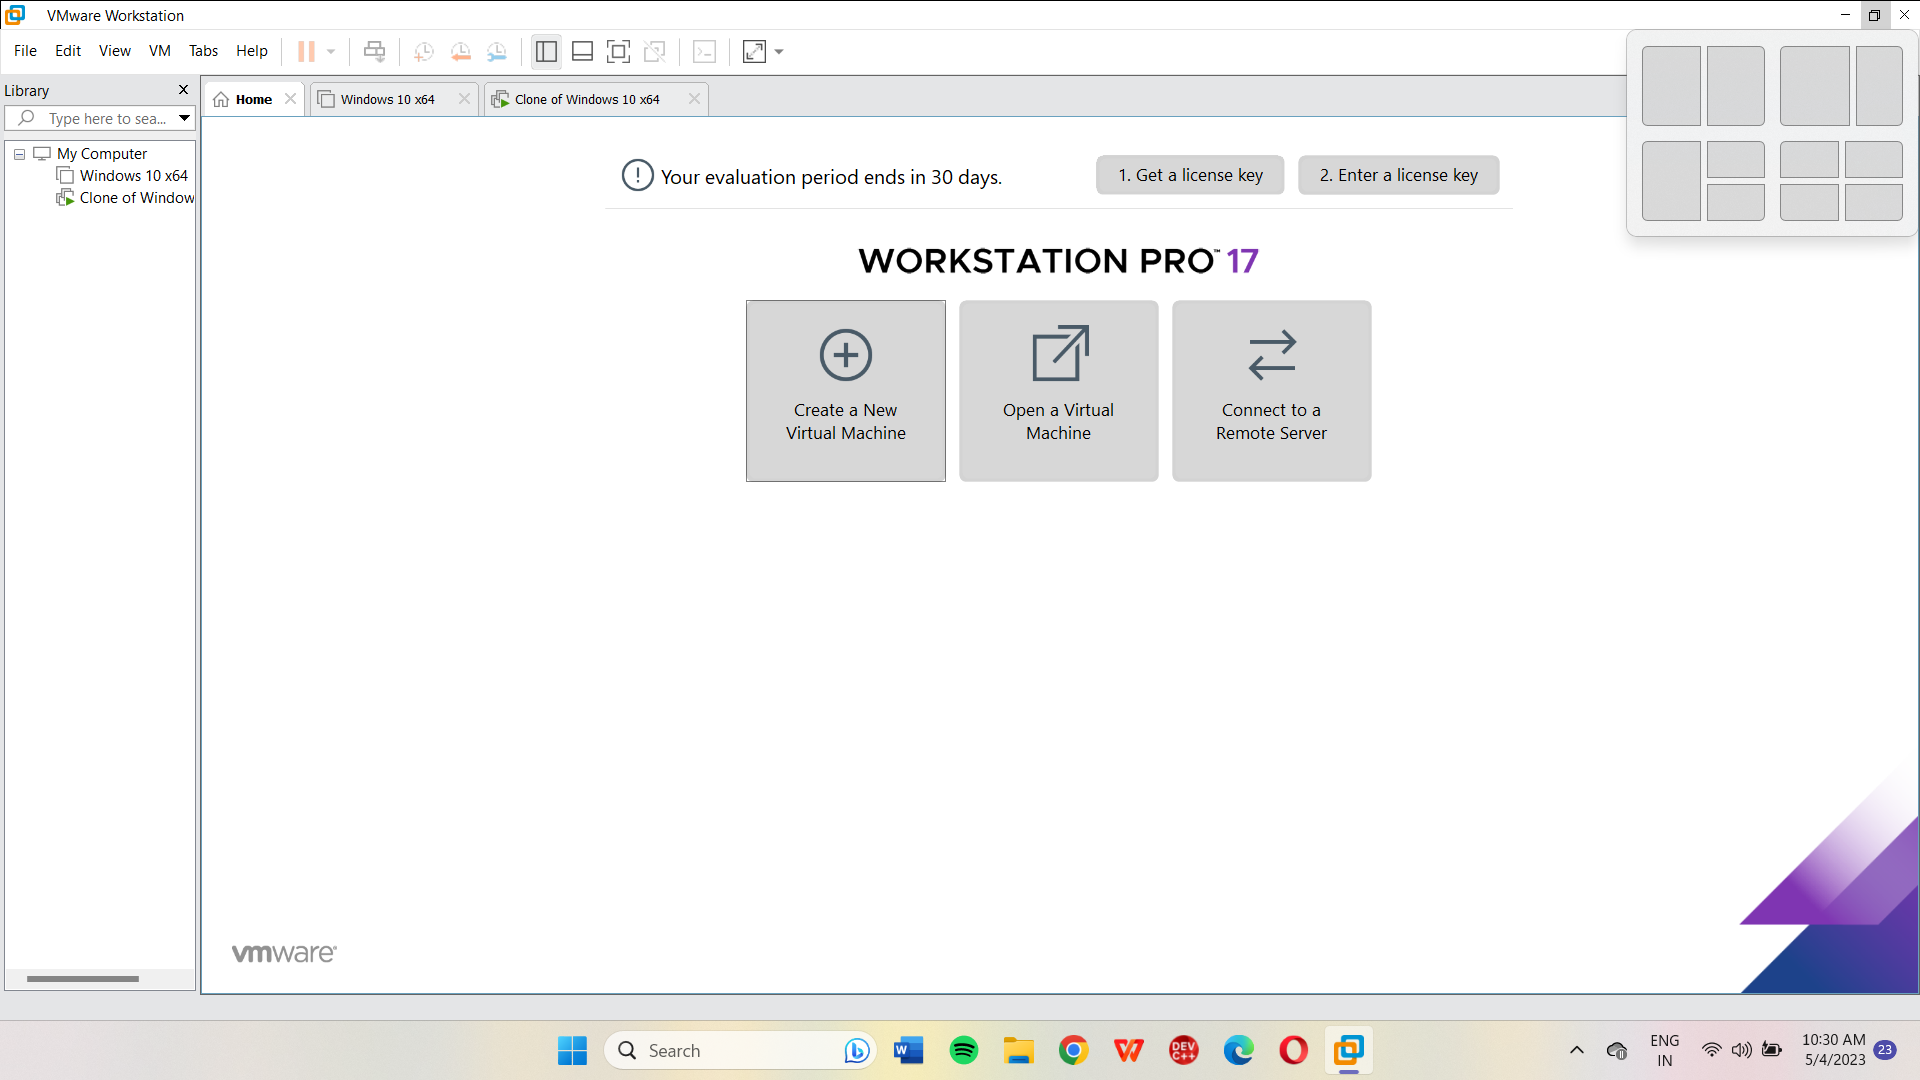 VMware Workstation
File Edit View VM Tabs Help
Library
Type here to sea...
My Computer
Windows 10 x64
Clone of Window
Home
Windows 10 x64
Clone of Windows 10 x64
Your evaluation period ends in 30 days.
1. Get a license key
2. Enter a license key
WORKSTATION PRO™ 17
Create a New
Virtual Machine
Open a Virtual
Machine
Connect to a
Remote Server
vmware®
Search
W
DEV
C++
ENG
IN
10:30 AM
5/4/2023
23